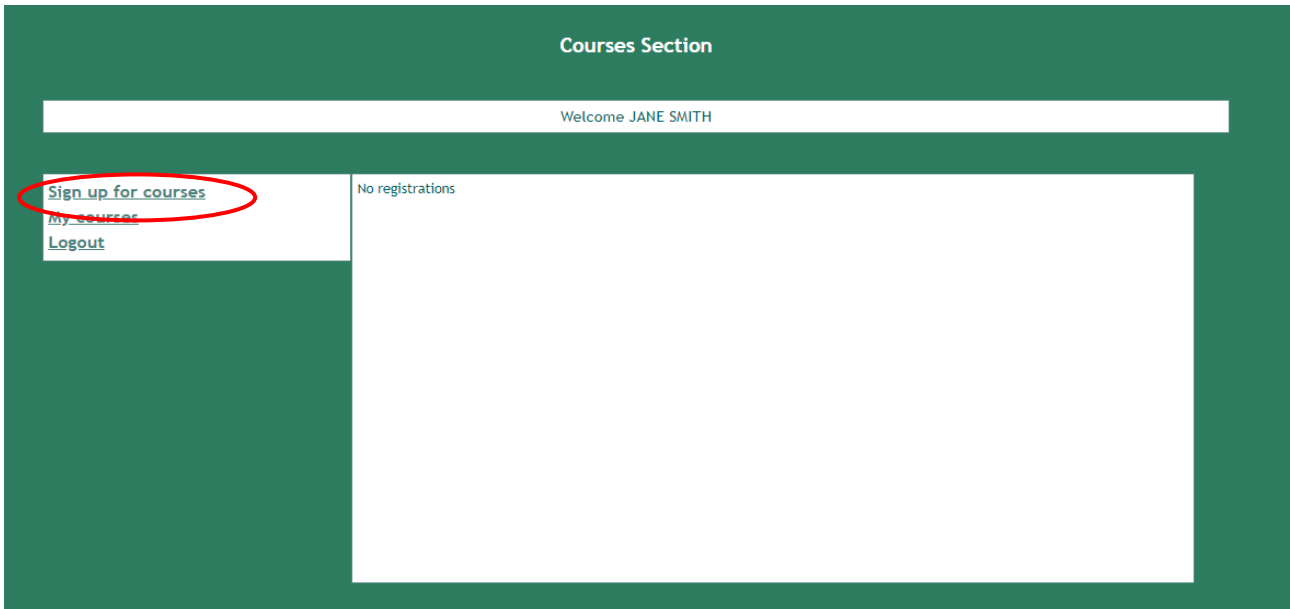 Courses Section
Welcome JANE SMITH
Sign up for courses
My courses
Logout
No registrations